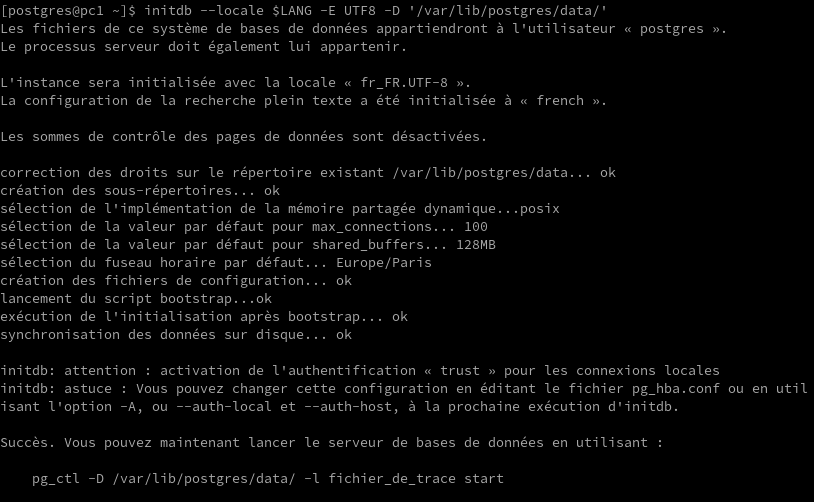 [postgres@pc1 ~]$ initdb --locale $LANG -E UTF8 -D '/var/lib/postgres/data/'
Les fichiers de ce système de bases de données appartiendront à l'utilisateur « postgres ».
Le processus serveur doit également lui appartenir.
L'instance sera initialisée avec la locale « fr_FR.UTF-8 ».
La configuration de la recherche plein texte a été initialisée à « french ».
Les sommes de contrôle des pages de données sont désactivées.
correction des droits sur le répertoire existant /var/lib/postgres/data... ok
création des sous-répertoires... ok
sélection de l'implémentation de la mémoire partagée dynamique...posix
sélection de la valeur par défaut pour max_connections... 100
sélection de la valeur par défaut pour shared_buffers... 128MB
sélection du fuseau horaire par défaut... Europe/Paris
création des fichiers de configuration... ok
lancement du script bootstrap...ok
exécution de l'initialisation après bootstrap... ok
synchronisation des données sur disque... ok
initdb: attention : activation de l'authentification « trust » pour les connexions locales
initdb: astuce : Vous pouvez changer cette configuration en éditant le fichier pg_hba.conf ou en util
isant l'option -A, ou --auth-local et --auth-host, à la prochaine exécution d'initdb.
Succès. Vous pouvez maintenant lancer le serveur de bases de données en utilisant :
    pg_ctl -D /var/lib/postgres/data/ -l fichier_de_trace start